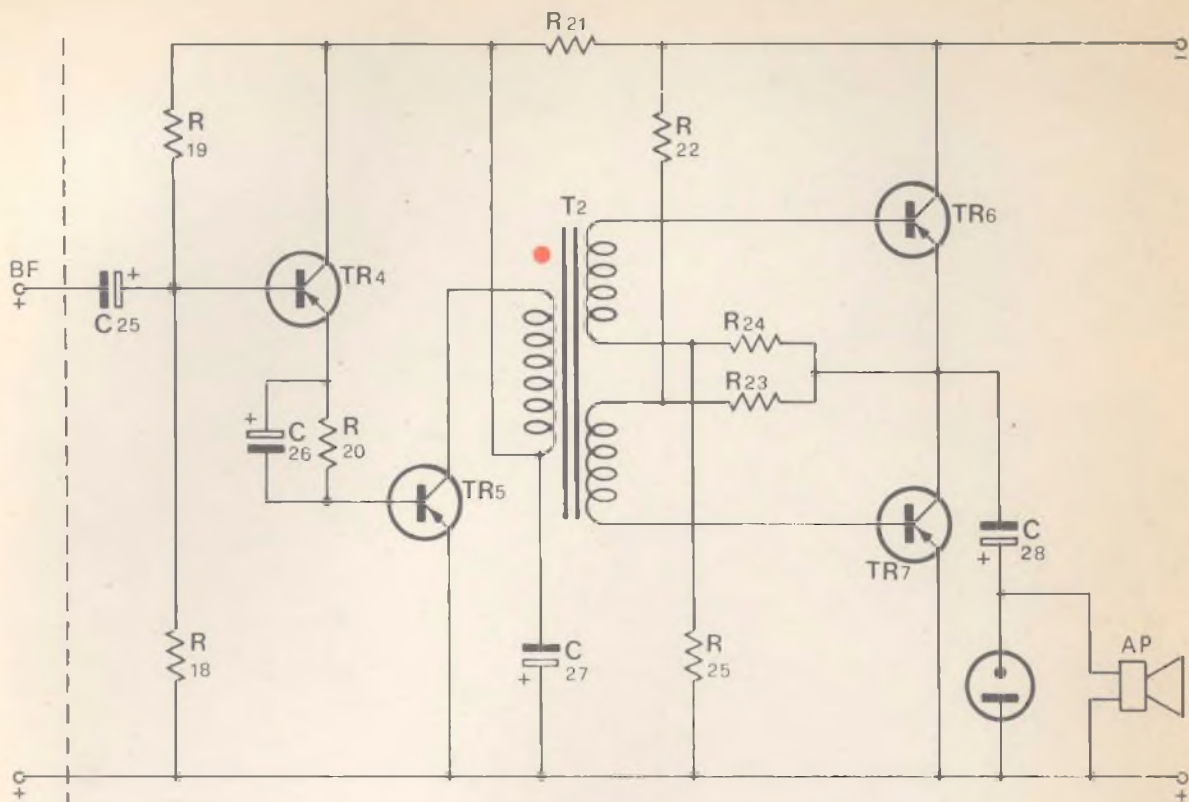 R21
R
19
R
22
T2
TR6
BF
+
+
C25
TR4
R24
R23
+
C
26
R
20
TR5
TR7
C
28
+
R
18
C
27
+
R
25
AP
+
+
-